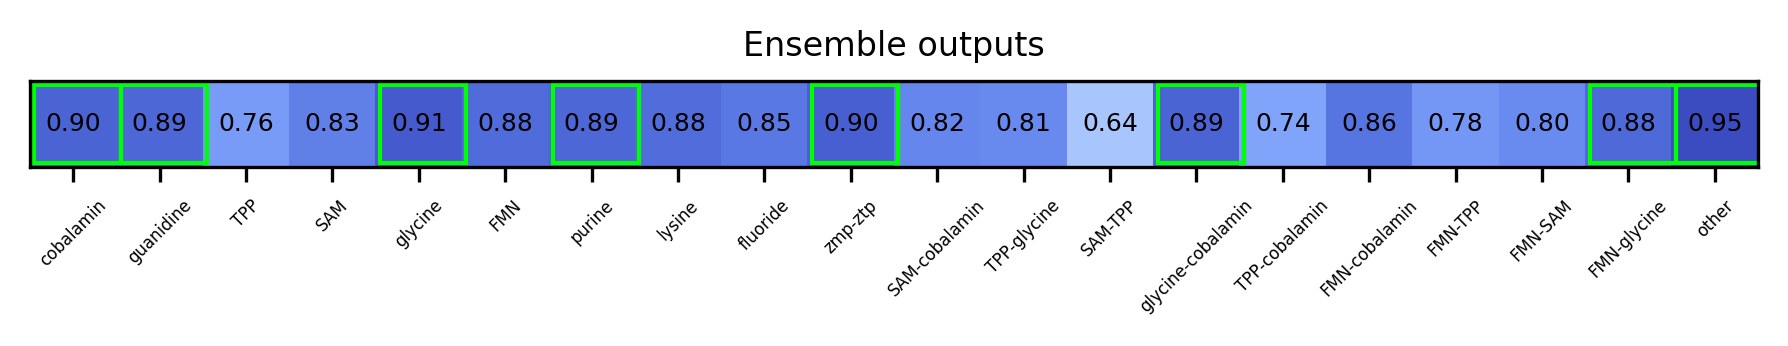 Ensemble outputs
0.90 0.89 0.76 0.83 0.91 0.88 0.89 0.88 0.85 0.90 0.82 0.81 0.64 0.89 0.74 0.86 0.78 0.80 0.88 0.95
cobalamin guanidine TPP SAM glycine FMN purine lysine fluoride zmp-ztp SAM-cobalamin TPP-glycine SAM-TPP glycine-cobalamin TPP-cobalamin FMN-cobalamin FMN-TPP FMN-SAM FMN-glycine other